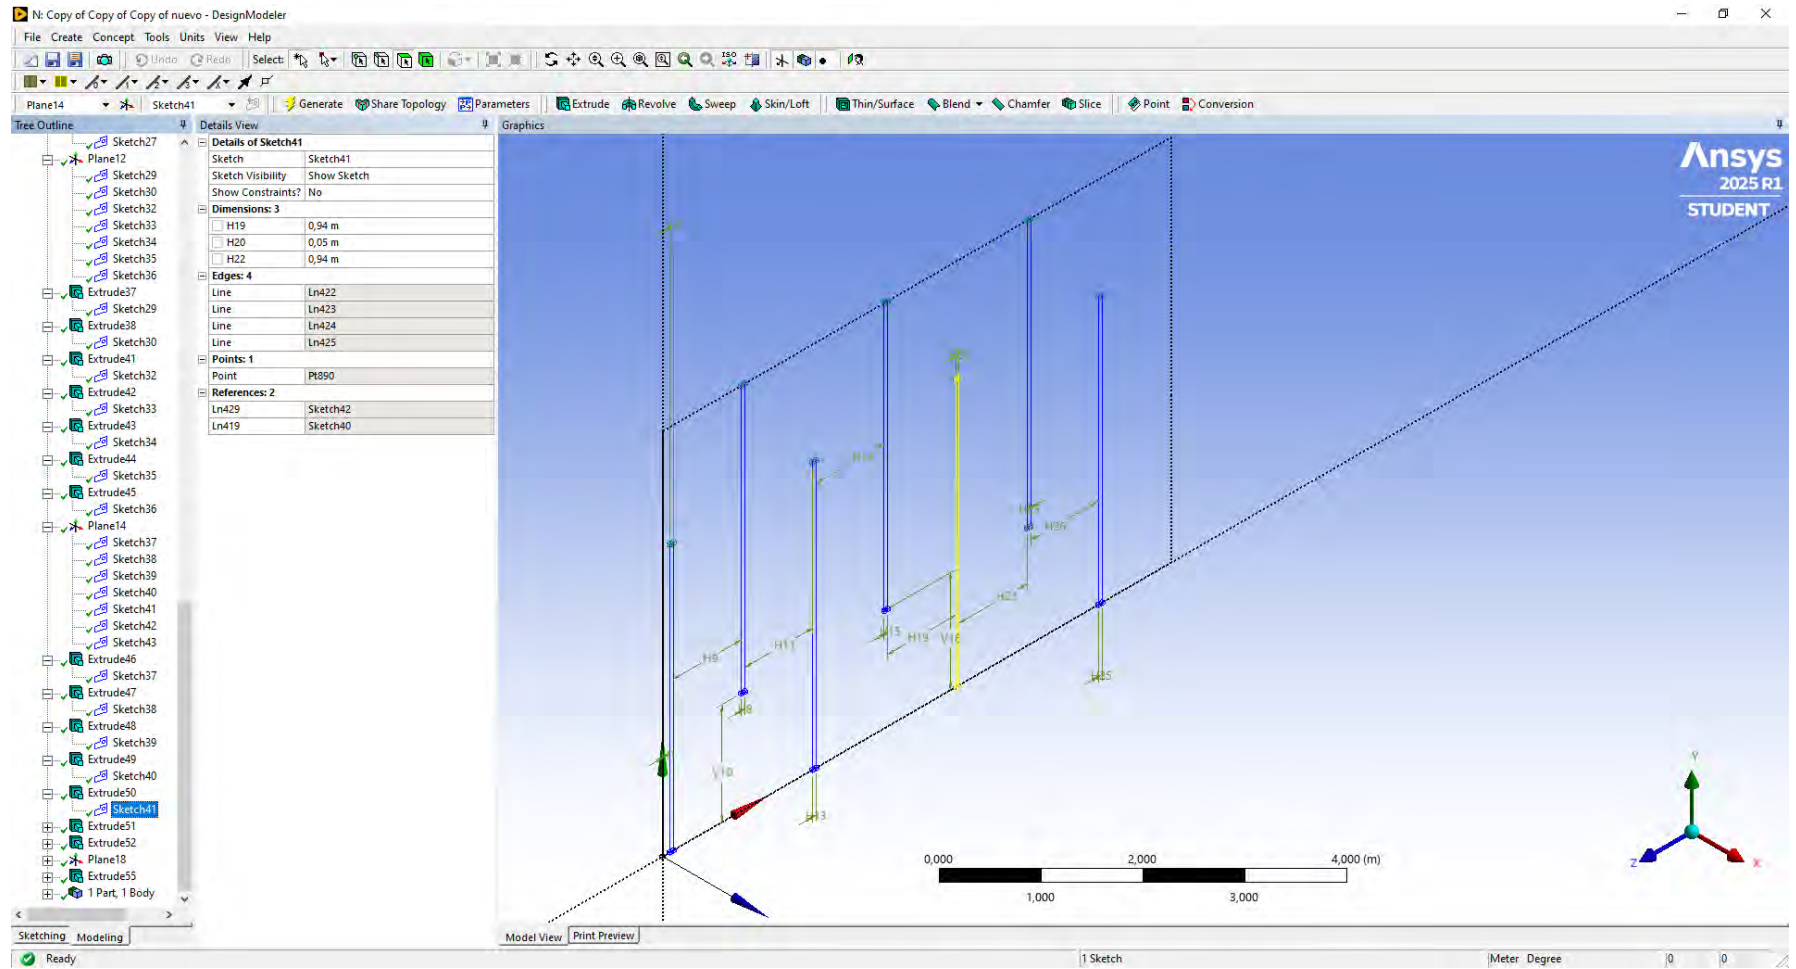 N: Copy of Copy of Copy of nuevo - DesignModeler
File Create Concept Tools Units View Help
Undo Redo Select: ISO
Plane14 Sketch41 Generate Share Topology Parameters Extrude Revolve Sweep Skin/Loft Thin/Surface Blend Chamfer Slice Point Conversion
Tree Outline
Sketch27
Plane12
Sketch29
Sketch30
Sketch32
Sketch33
Sketch34
Sketch35
Sketch36
Extrude37
Sketch29
Extrude38
Sketch30
Extrude41
Sketch32
Extrude42
Sketch33
Extrude43
Sketch34
Extrude44
Sketch35
Extrude45
Sketch36
Plane14
Sketch37
Sketch38
Sketch39
Sketch40
Sketch41
Sketch42
Sketch43
Extrude46
Sketch37
Extrude47
Sketch38
Extrude48
Sketch39
Extrude49
Sketch40
Extrude50
Sketch41
Extrude51
Extrude52
Plane18
Extrude55
1 Part, 1 Body
Sketching Modeling
Details View
Details of Sketch41
Sketch Sketch41
Sketch Visibility Show Sketch
Show Constraints? No
Dimensions: 3
H19 0,94 m
H20 0,05 m
H22 0,94 m
Edges: 4
Line Ln422
Line Ln423
Line Ln424
Line Ln425
Points: 1
Point Pt890
References: 2
Ln429 Sketch42
Ln419 Sketch40
Graphics
Ansys
2025 R1
STUDENT
H26
H9
H11
H19
V10
0,000 2,000 4,000 (m)
1,000 3,000
Y
Z
X
Model View Print Preview
Ready 1 Sketch Meter Degree 0 0